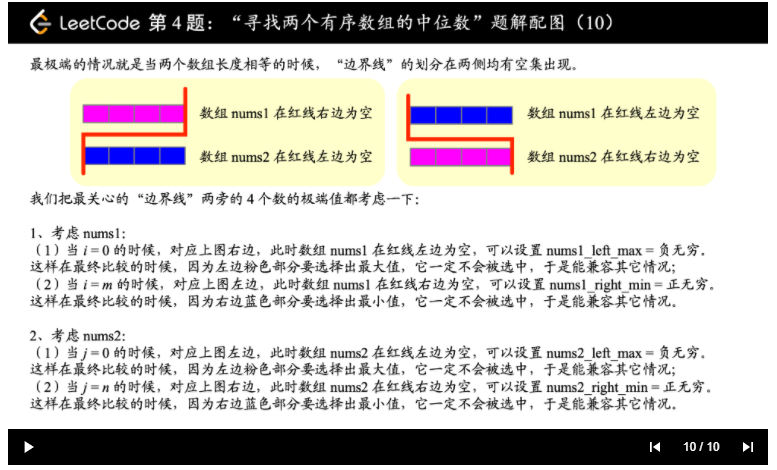 LeetCode 第 4 题：“寻找两个有序数组的中位数”题解配图（10）
最极端的情况就是当两个数组长度相等的时候，“边界线”的划分在两侧均有空集出现。
数组 nums1 在红线右边为空
数组 nums2 在红线左边为空
数组 nums1 在红线左边为空
数组 nums2 在红线右边为空
我们把最关心的“边界线”两旁的 4 个数的极端值都考虑一下：
1、考虑 nums1：
（1）当 i = 0 的时候，对应上图右边，此时数组 nums1 在红线左边为空，可以设置 nums1_left_max = 负无穷。
这样在最终比较的时候，因为左边粉色部分要选择出最大值，它一定不会被选中，于是能兼容其它情况；
（2）当 i = m 的时候，对应上图左边，此时数组 nums1 在红线右边为空，可以设置 nums1_right_min = 正无穷。
这样在最终比较的时候，因为右边蓝色部分要选择出最小值，它一定不会被选中，于是能兼容其它情况。
2、考虑 nums2：
（1）当 j = 0 的时候，对应上图左边，此时数组 nums2 在红线左边为空，可以设置 nums2_left_max = 负无穷。
这样在最终比较的时候，因为左边粉色部分要选择出最大值，它一定不会被选中，于是能兼容其它情况；
（2）当 j = n 的时候，对应上图右边，此时数组 nums2 在红线右边为空，可以设置 nums2_right_min = 正无穷。
这样在最终比较的时候，因为右边蓝色部分要选择出最小值，它一定不会被选中，于是能兼容其它情况。
10 / 10